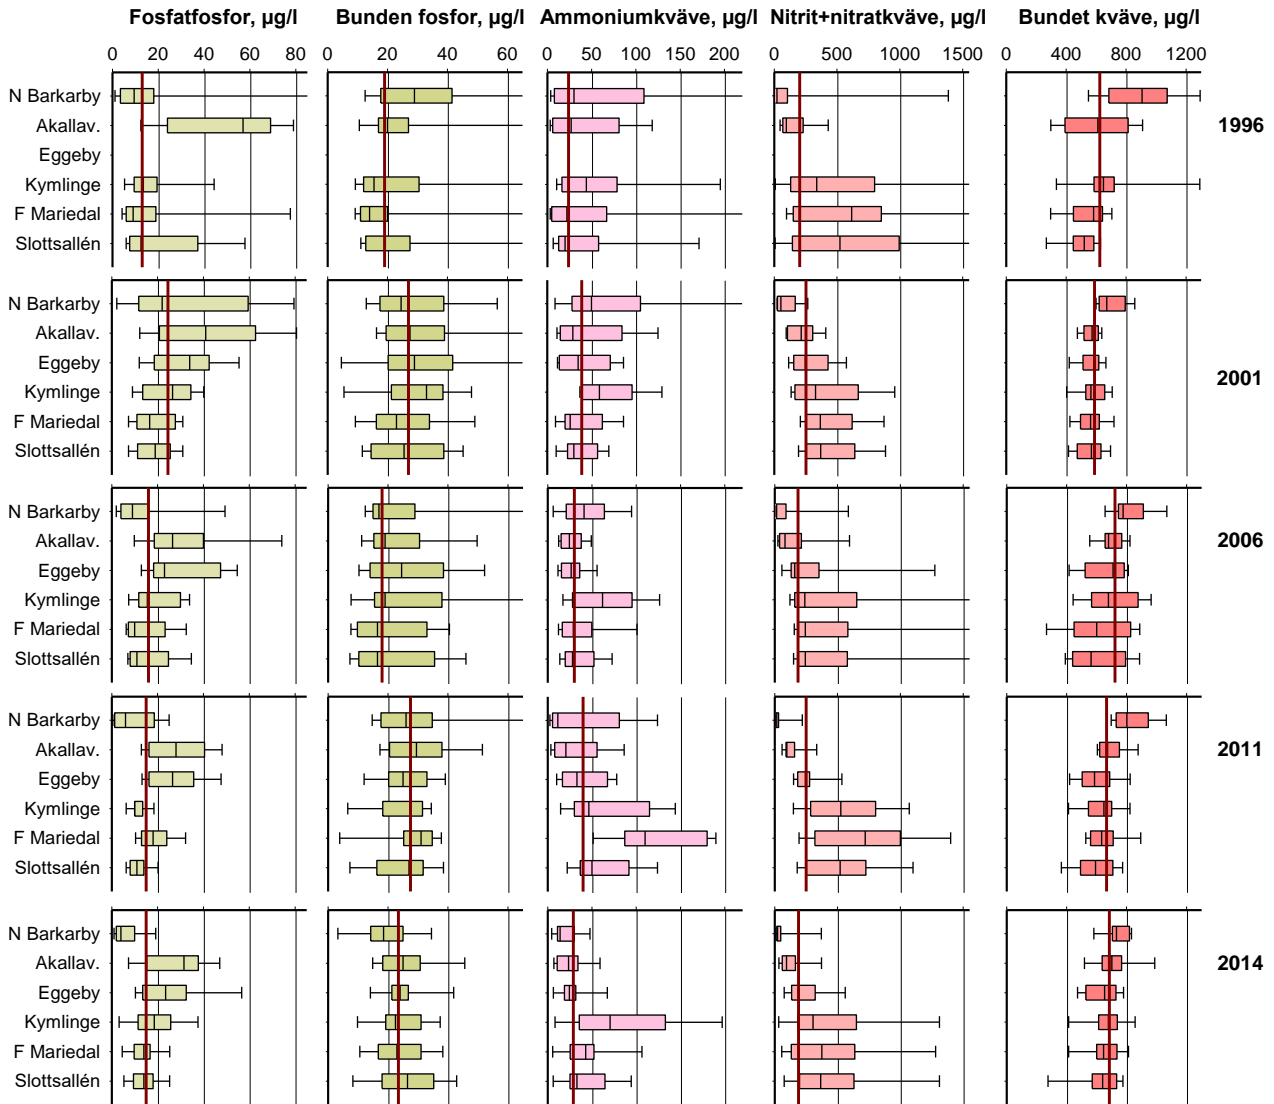 Fosfatfosfor, µg/l Bunden fosfor, µg/l Ammoniumkväve, µg/l Nitrit+nitratkväve, µg/l Bundet kväve, µg/l
0 20 40 60 80 0 20 40 60 0 50 100 150 200 0 500 1000 1500 0 400 800 1200
N Barkarby
Akallav. 1996
Eggeby
Kymlinge
F Mariedal
Slottsallén
N Barkarby
Akallav.
Eggeby 2001
Kymlinge
F Mariedal
Slottsallén
N Barkarby
Akallav. 2006
Eggeby
Kymlinge
F Mariedal
Slottsallén
N Barkarby
Akallav. 2011
Eggeby
Kymlinge
F Mariedal
Slottsallén
N Barkarby
Akallav. 2014
Eggeby
Kymlinge
F Mariedal
Slottsallén